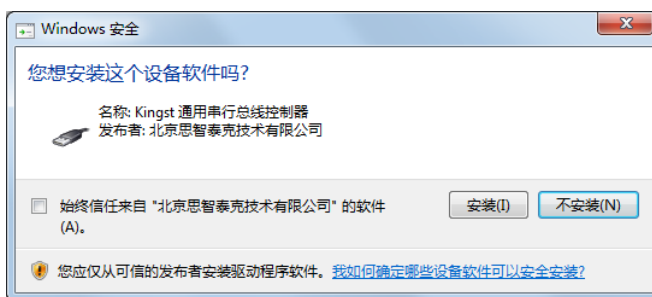 Windows 安全
您想安装这个设备软件吗?
名称: Kingst 通用串行总线控制器
发布者: 北京思智泰克技术有限公司
始终信任来自 "北京思智泰克技术有限公司" 的软件
(A)。
安装(I)
不安装(N)
您应仅从可信的发布者安装驱动程序软件。我如何确定哪些设备软件可以安全安装?